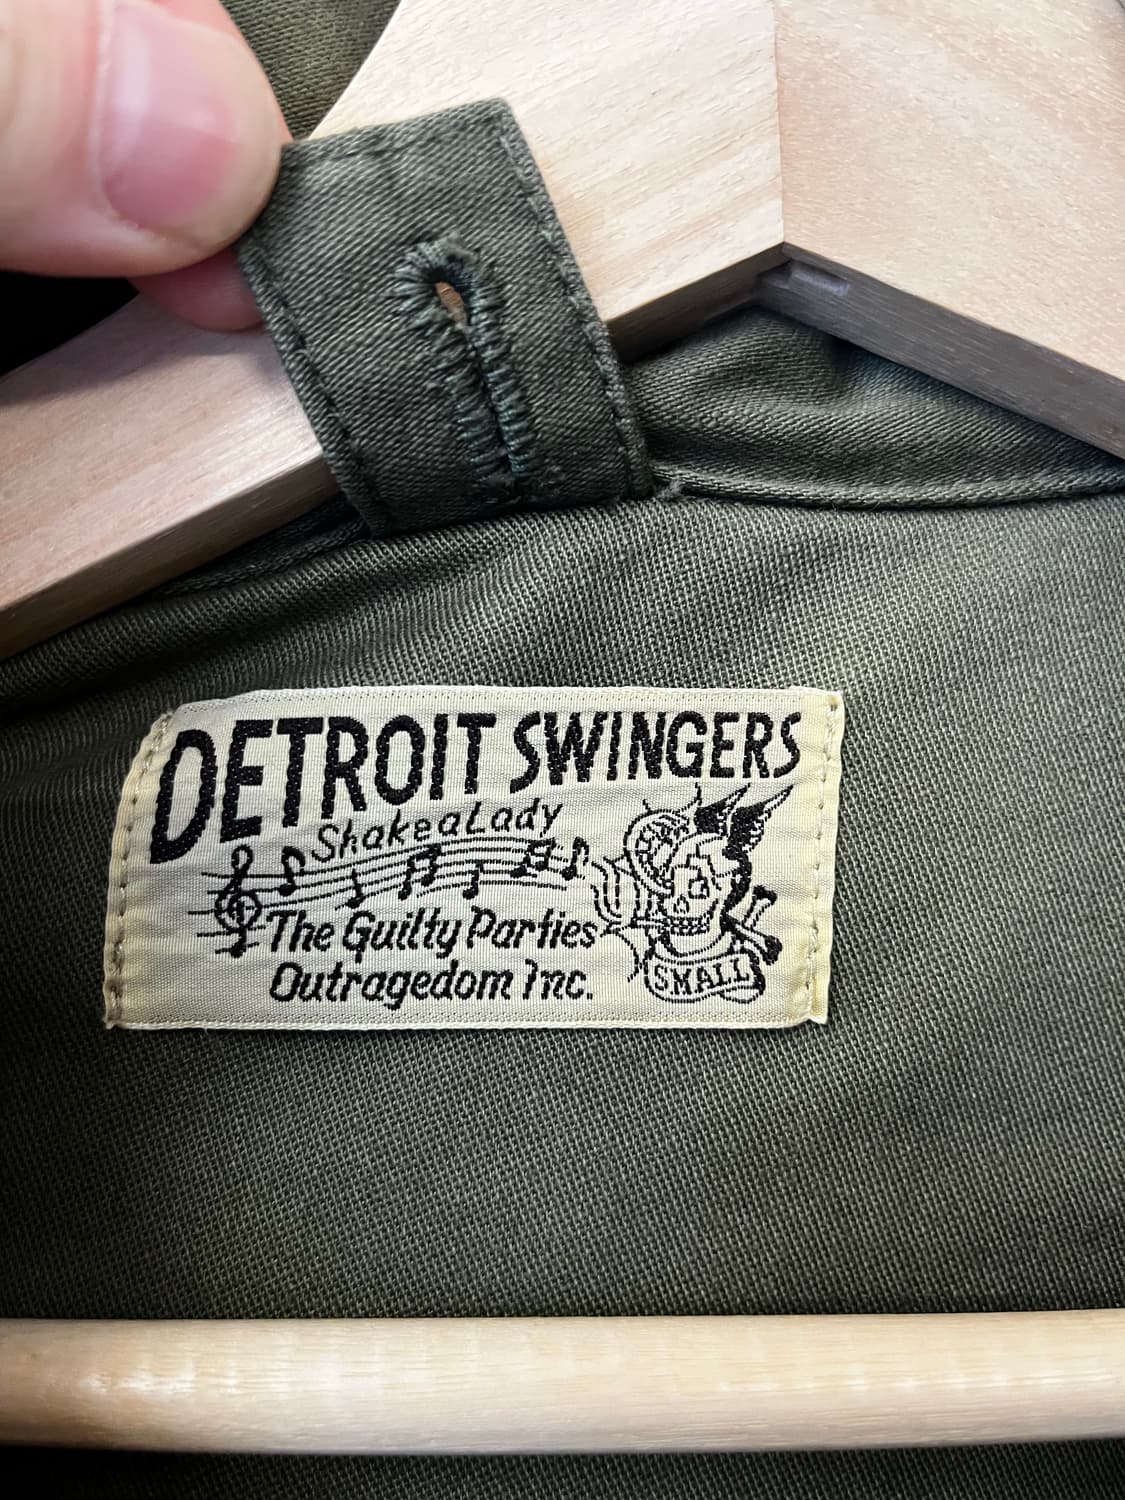 DETROIT SWINGERS
ShakeaLady
The Guilty Parties
Outragedom Inc.
SMALL